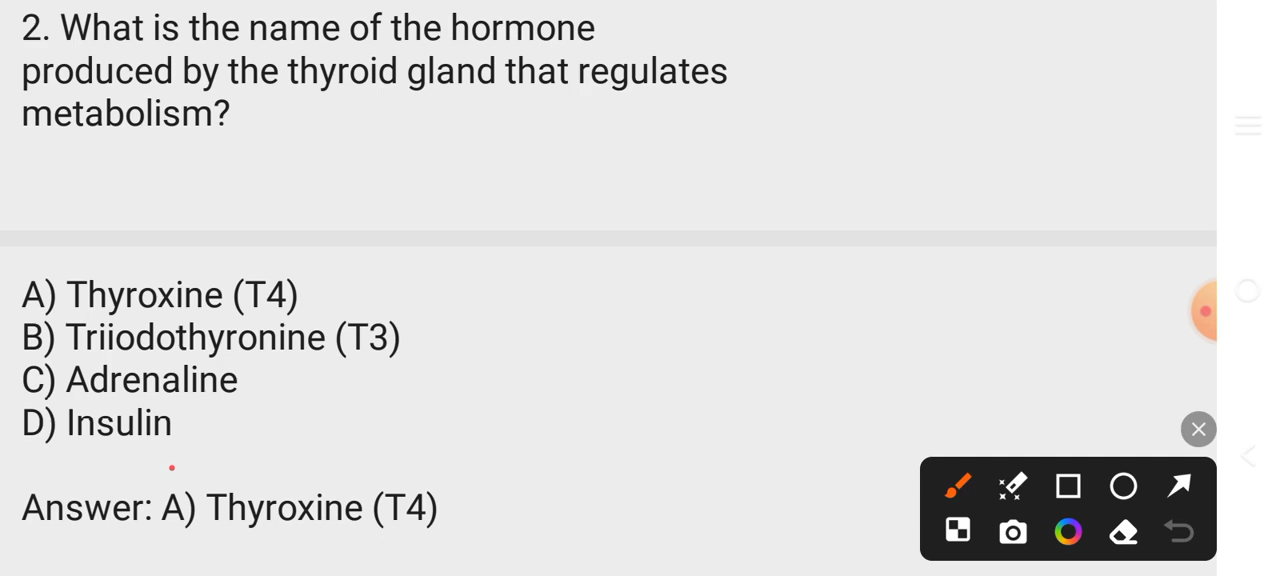 2. What is the name of the hormone
produced by the thyroid gland that regulates
metabolism?
A) Thyroxine (T4)
B) Triiodothyronine (T3)
C) Adrenaline
D) Insulin
Answer: A) Thyroxine (T4)